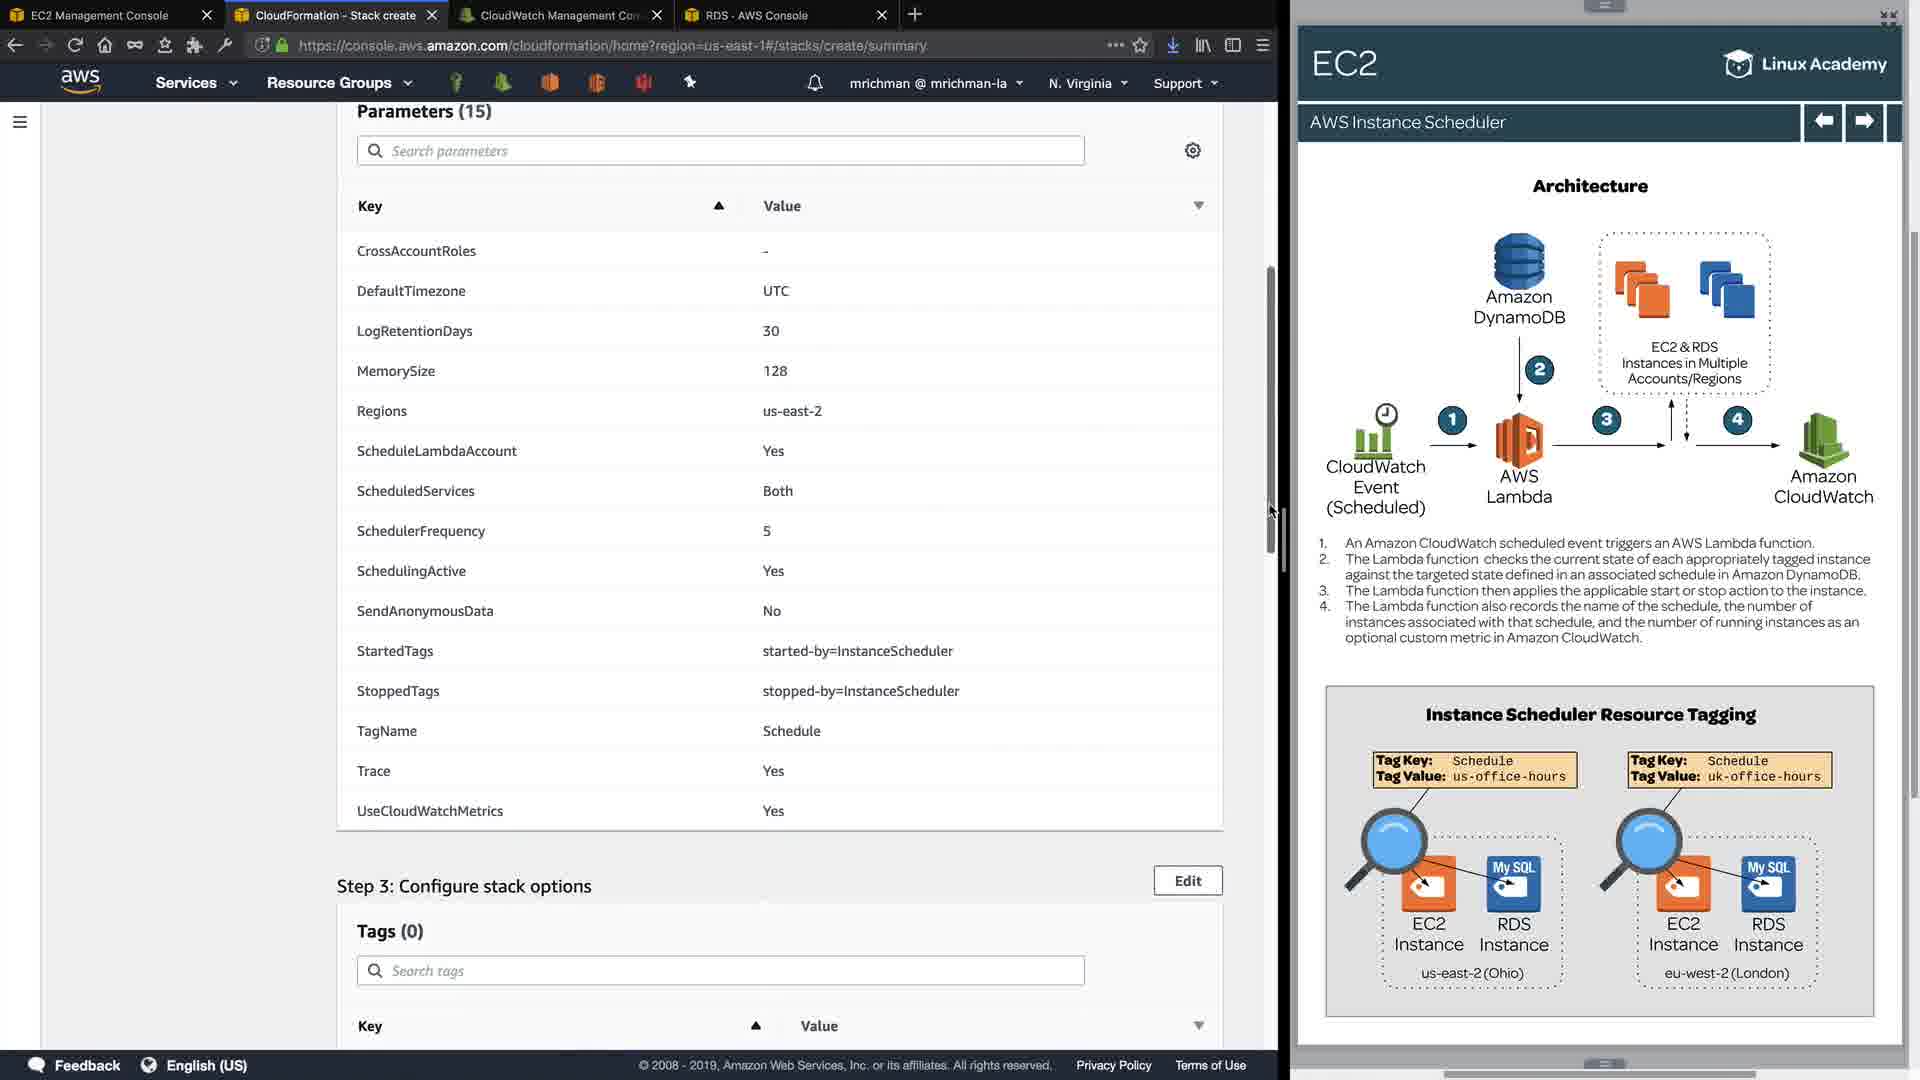 EC2 Management Console
CloudFormation - Stack create
CloudWatch Management Con
RDS - AWS Console
https://console.aws.amazon.com/cloudformation/home?region=us-east-1#/stacks/create/summary
aws
Services
Resource Groups
mrichman @ mrichman-la
N. Virginia
Support
Parameters (15)
Search parameters
Key Value
CrossAccountRoles -
DefaultTimezone UTC
LogRetentionDays 30
MemorySize 128
Regions us-east-2
ScheduleLambdaAccount Yes
ScheduledServices Both
SchedulerFrequency 5
SchedulingActive Yes
SendAnonymousData No
StartedTags started-by=InstanceScheduler
StoppedTags stopped-by=InstanceScheduler
TagName Schedule
Trace Yes
UseCloudWatchMetrics Yes
Step 3: Configure stack options
Edit
Tags (0)
Search tags
Key Value
Feedback
English (US)
© 2008 - 2019, Amazon Web Services, Inc. or its affiliates. All rights reserved.
Privacy Policy
Terms of Use
EC2
Linux Academy
AWS Instance Scheduler
Architecture
Amazon
DynamoDB
EC2 & RDS
Instances in Multiple
Accounts/Regions
2
1
3
4
CloudWatch
Event
(Scheduled)
AWS
Lambda
Amazon
CloudWatch
1. An Amazon CloudWatch scheduled event triggers an AWS Lambda function.
2. The Lambda function checks the current state of each appropriately tagged instance
against the targeted state defined in an associated schedule in Amazon DynamoDB.
3. The Lambda function then applies the applicable start or stop action to the instance.
4. The Lambda function also records the name of the schedule, the number of
instances associated with that schedule, and the number of running instances as an
optional custom metric in Amazon CloudWatch.
Instance Scheduler Resource Tagging
Tag Key: Schedule
Tag Value: us-office-hours
Tag Key: Schedule
Tag Value: uk-office-hours
My SQL
My SQL
EC2
Instance
RDS
Instance
EC2
Instance
RDS
Instance
us-east-2 (Ohio)
eu-west-2 (London)